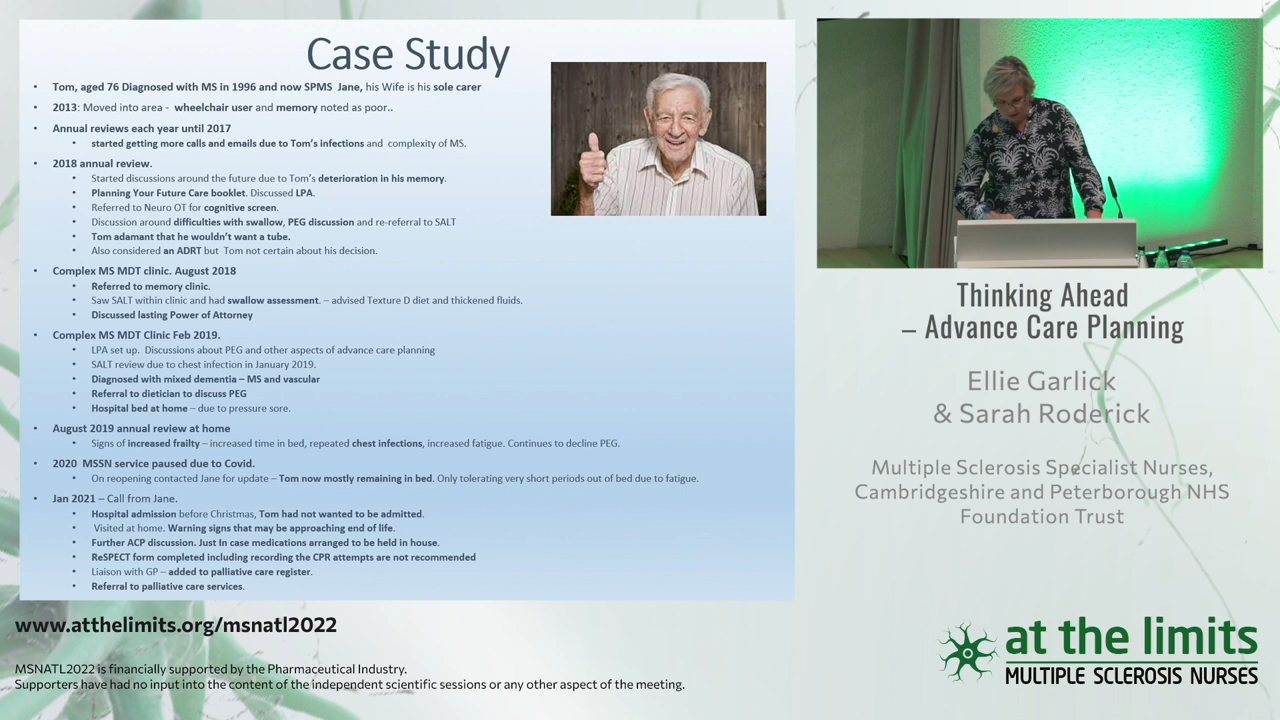 Case Study
• Tom, aged 76 Diagnosed with MS in 1996 and now SPMS Jane, his Wife is his sole carer
• 2013: Moved into area - wheelchair user and memory noted as poor..
• Annual reviews each year until 2017
• started getting more calls and emails due to Tom's infections and complexity of MS.
• 2018 annual review.
• Started discussions around the future due to Tom's deterioration in his memory.
• Planning Your Future Care booklet. Discussed LPA.
• Referred to Neuro OT for cognitive screen.
• Discussion around difficulties with swallow, PEG discussion and re-referral to SALT
• Tom adamant that he wouldn't want a tube.
• Also considered an ADRT but Tom not certain about his decision.
• Complex MS MDT clinic. August 2018
• Referred to memory clinic.
• Saw SALT within clinic and had swallow assessment. – advised Texture D diet and thickened fluids.
• Discussed lasting Power of Attorney
• Complex MS MDT Clinic Feb 2019.
• LPA set up. Discussions about PEG and other aspects of advance care planning
• SALT review due to chest infection in January 2019.
• Diagnosed with mixed dementia – MS and vascular
• Referral to dietician to discuss PEG
• Hospital bed at home – due to pressure sore.
• August 2019 annual review at home
• Signs of increased frailty – increased time in bed, repeated chest infections, increased fatigue. Continues to decline PEG.
• 2020 MSSN service paused due to Covid.
• On reopening contacted Jane for update – Tom now mostly remaining in bed. Only tolerating very short periods out of bed due to fatigue.
• Jan 2021 – Call from Jane.
• Hospital admission before Christmas, Tom had not wanted to be admitted.
• Visited at home. Warning signs that may be approaching end of life.
• Further ACP discussion. Just In case medications arranged to be held in house.
• ReSPECT form completed including recording the CPR attempts are not recommended
• Liaison with GP – added to palliative care register.
• Referral to palliative care services.
Thinking Ahead
– Advance Care Planning
Ellie Garlick
& Sarah Roderick
Multiple Sclerosis Specialist Nurses,
Cambridgeshire and Peterborough NHS
Foundation Trust
www.atthelimits.org/msnatl2022
MSNATL2022 is financially supported by the Pharmaceutical Industry.
Supporters have had no input into the content of the independent scientific sessions or any other aspect of the meeting.
at the limits
MULTIPLE SCLEROSIS NURSES